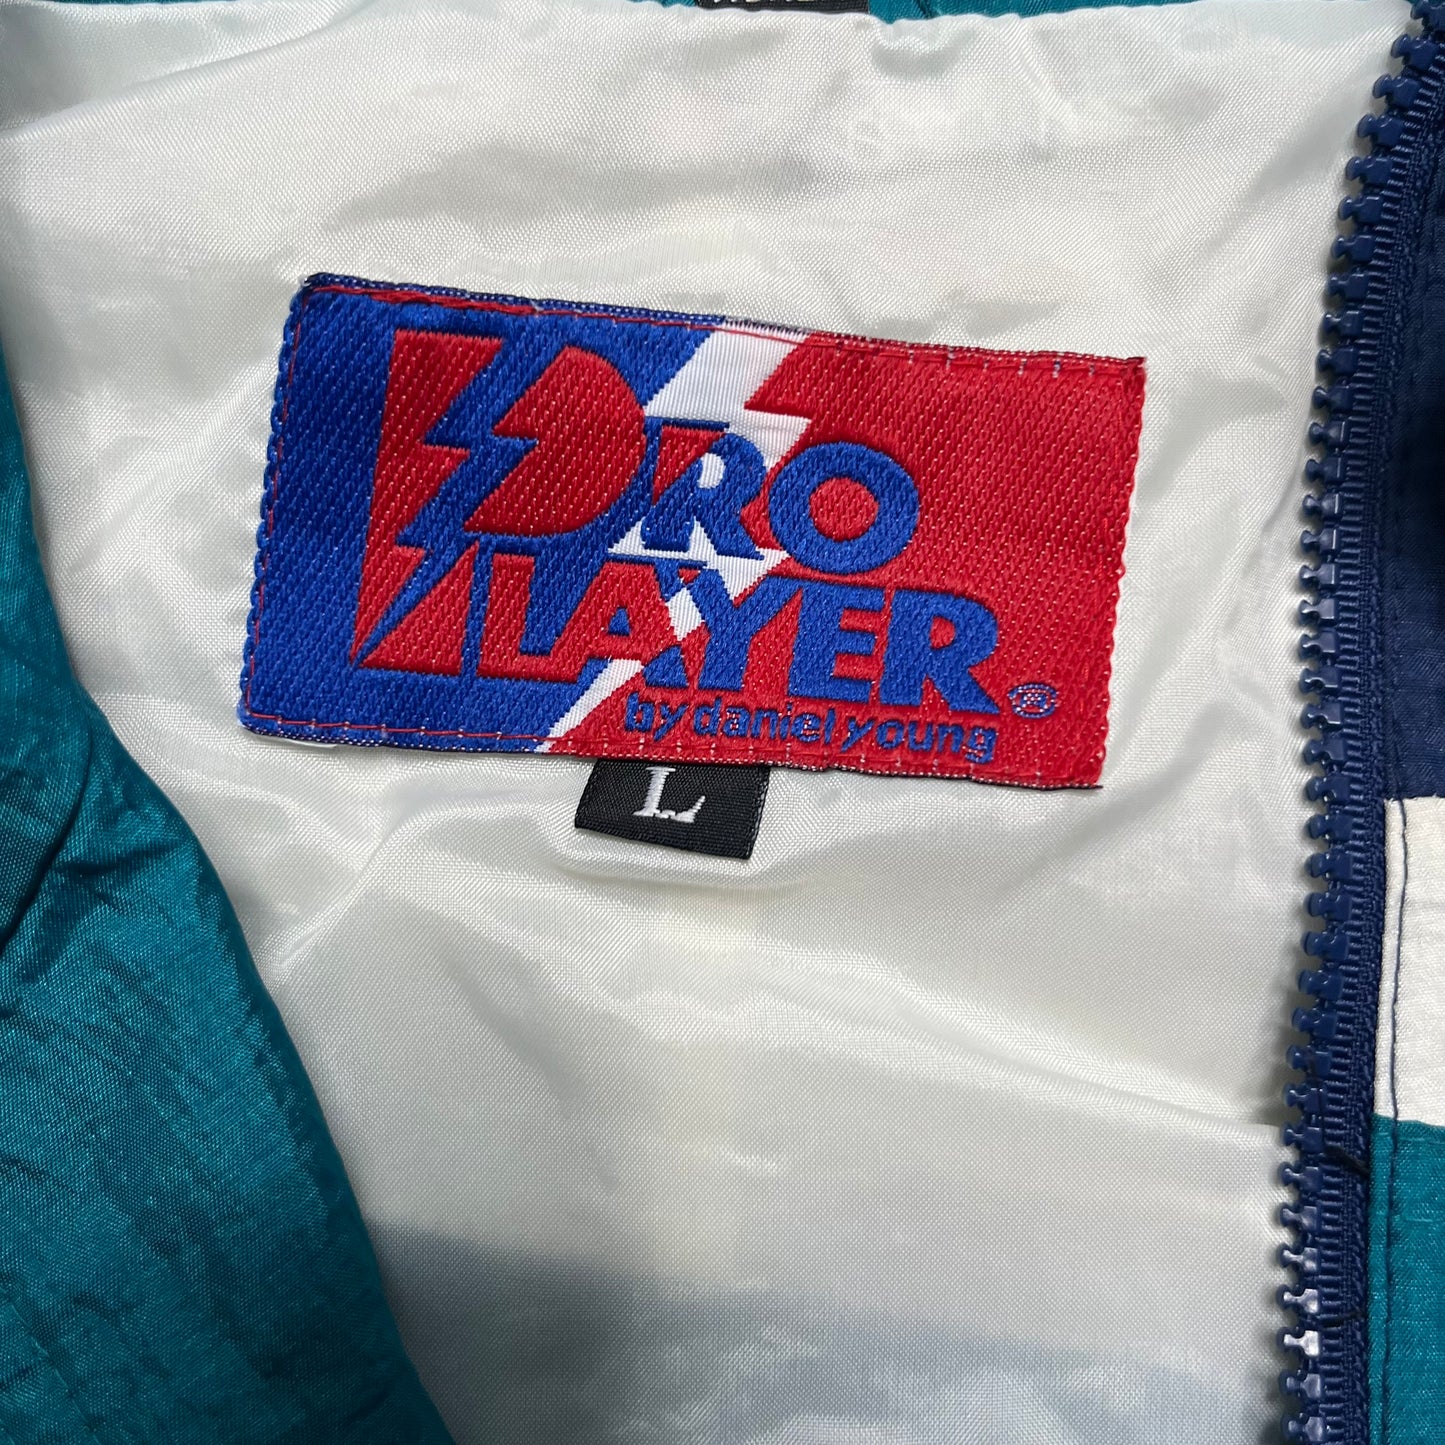 PRO
PLAYER®
by daniel young
L